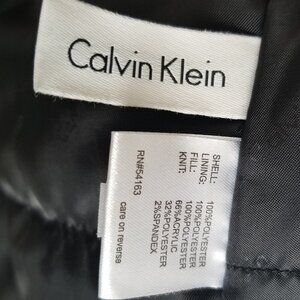 Calvin Klein
SHELL: 100%POLYESTER
LINING: 100%POLYESTER
FILL: 100%POLYESTER
KNIT: 66%ACRYLIC
32%POLYESTER
2%SPANDEX
RN#54163
care on reverse